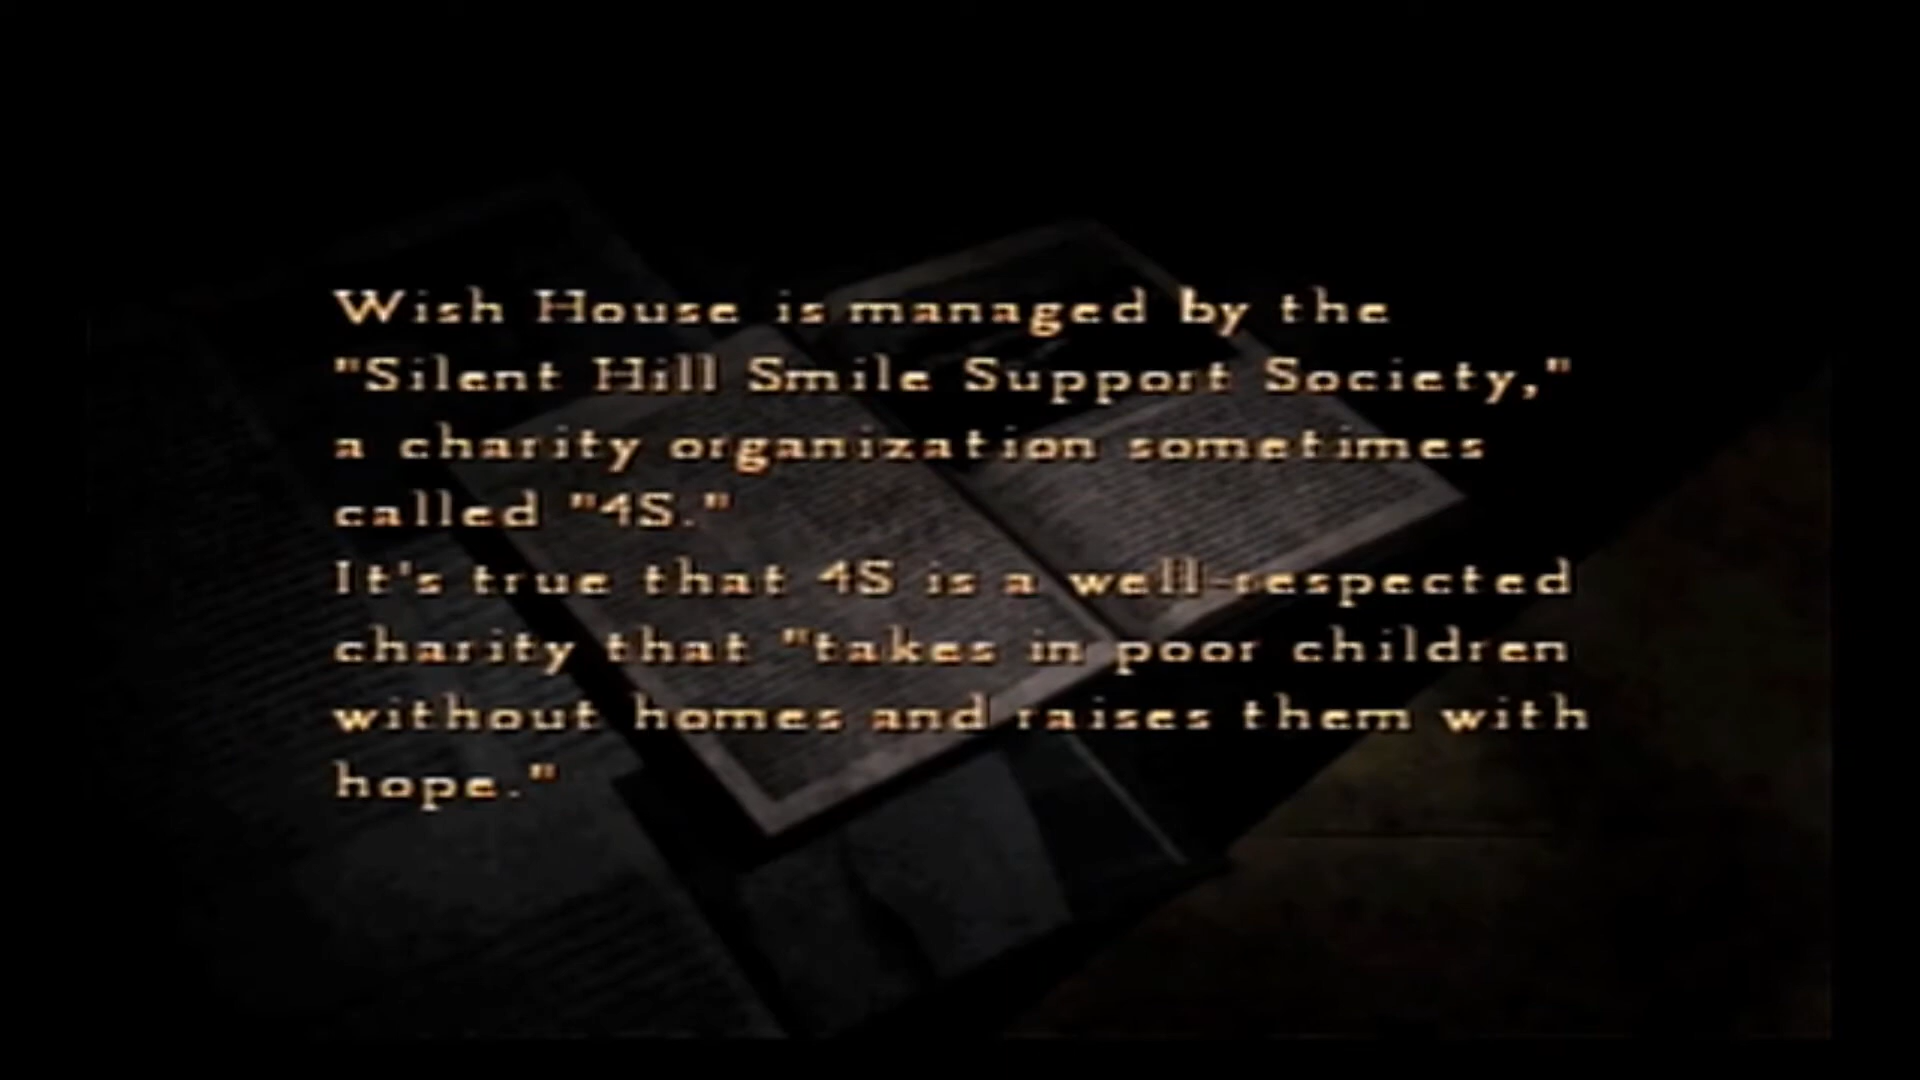 Wish House is managed by the
"Silent Hill Smile Support Society,"
a charity organization sometimes
called "4S."
It's true that 4S is a well-respected
charity that "takes in poor children
without homes and raises them with
hope."